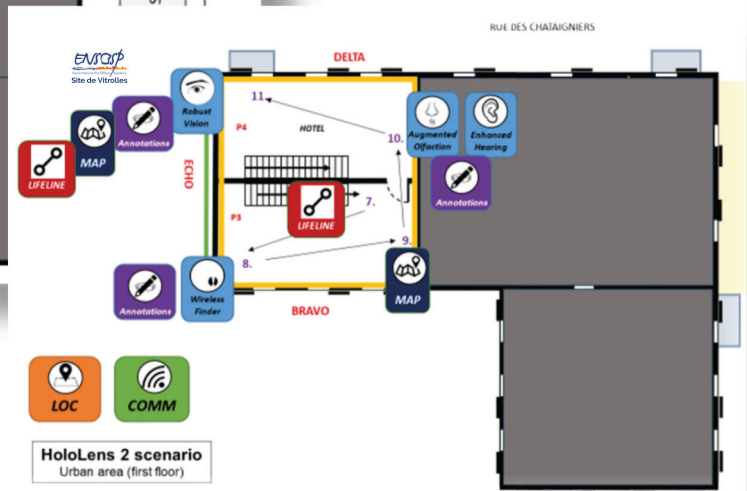 RUE DES CHATAIGNIERS
ENSOSP
Site de Vitrolles
DELTA
Robust
Vision
Annotations
MAP
LIFELINE
ECHO
11.
P4
HOTEL
10.
Augmented
Olfaction
Enhanced
Hearing
Annotations
LIFELINE
7.
P3
8.
9.
MAP
Annotations
Wireless
Finder
BRAVO
LOC
COMM
HoloLens 2 scenario
Urban area (first floor)